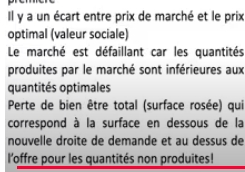 première
Il y a un écart entre prix de marché et le prix
optimal (valeur sociale)
Le marché est défaillant car les quantités
produites par le marché sont inférieures aux
quantités optimales
Perte de bien être total (surface rosée) qui
correspond à la surface en dessous de la
nouvelle droite de demande et au dessus de
l'offre pour les quantités non produites!